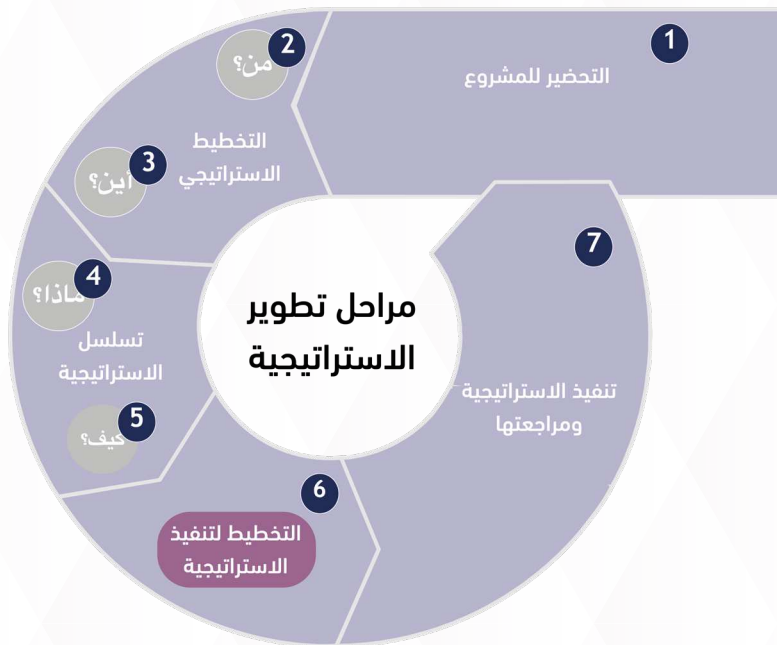 1
التحضير للمشروع
2
من؟
التخطيط
الاستراتيجي
3
أين؟
4
ماذا؟
تسلسل
الاستراتيجية
5
كيف؟
6
التخطيط لتنفيذ
الاستراتيجية
7
تنفيذ الاستراتيجية
ومراجعتها
مراحل تطوير
الاستراتيجية